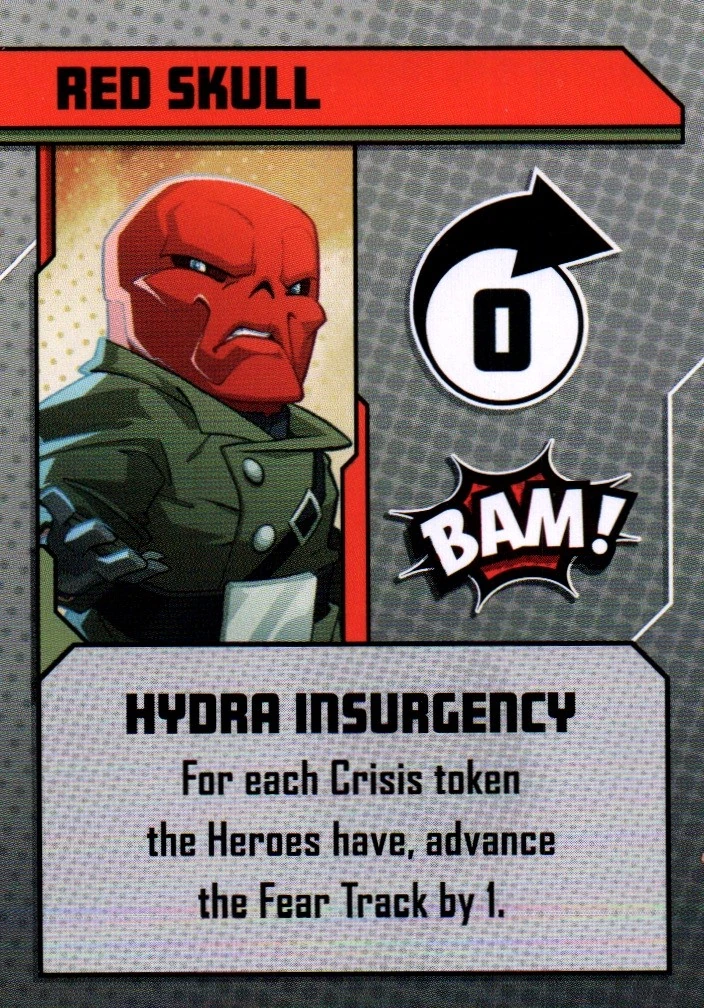 RED SKULL
0
BAM!
HYDRA INSURGENCY
For each Crisis token
the Heroes have, advance
the Fear Track by 1.